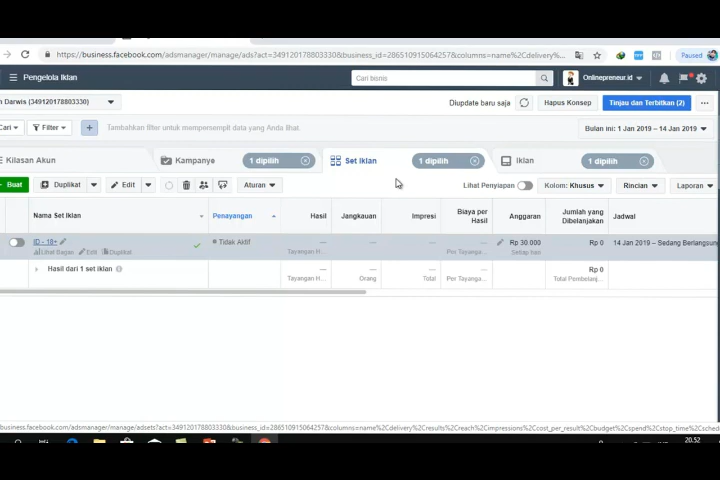 https://business.facebook.com/adsmanager/manage/ads?act=349120178803330&business_id=286510915064257&columns=name%2Cdelivery%... Paused
Pengelola Iklan Cari bisnis Onlinepreneur.id
Darwis (349120178803330) Diupdate baru saja Hapus Konsep Tinjau dan Terbitkan (2) ...
Cari Filter + Tambahkan filter untuk mempersempit data yang Anda lihat. Bulan ini: 1 Jan 2019 – 14 Jan 2019
Kilasan Akun Kampanye 1 dipilih Set Iklan 1 dipilih Iklan 1 dipilih
Buat Duplikat Edit Aturan Lihat Penyiapan Kolom: Khusus Rincian Laporan
Nama Set Iklan Penayangan Hasil Jangkauan Impresi Biaya per Hasil Anggaran Jumlah yang Dibelanjakan Jadwal
ID - 18+ Tidak Aktif — — — — Rp 30.000 Rp 0 14 Jan 2019 – Sedang Berlangsung
Lihat Bagan Edit Duplikat Tayangan H... Per Tayanga... Setiap hari
Hasil dari 1 set iklan — — — — Rp 0
Tayangan H... Orang Total Per Tayanga... Total Pembelanj...
business.facebook.com/adsmanager/manage/adsets?act=349120178803330&business_id=286510915064257&columns=name%2Cdelivery%2Cresults%2Creach%2Cimpressions%2Ccost_per_result%2Cbudget%2Cspend%2Cstop_time%2Csched
20.52